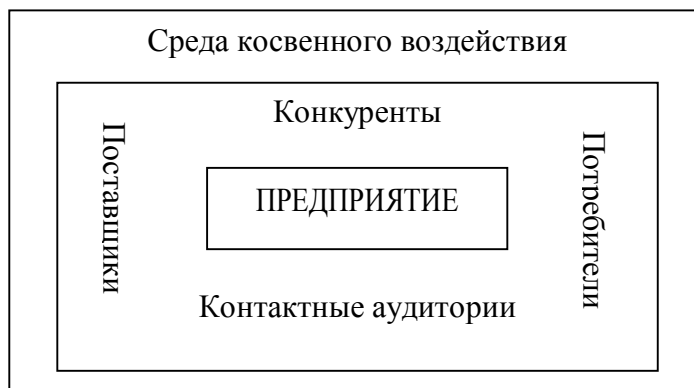 Среда косвенного воздействия
Конкуренты
Поставщики
ПРЕДПРИЯТИЕ
Потребители
Контактные аудитории